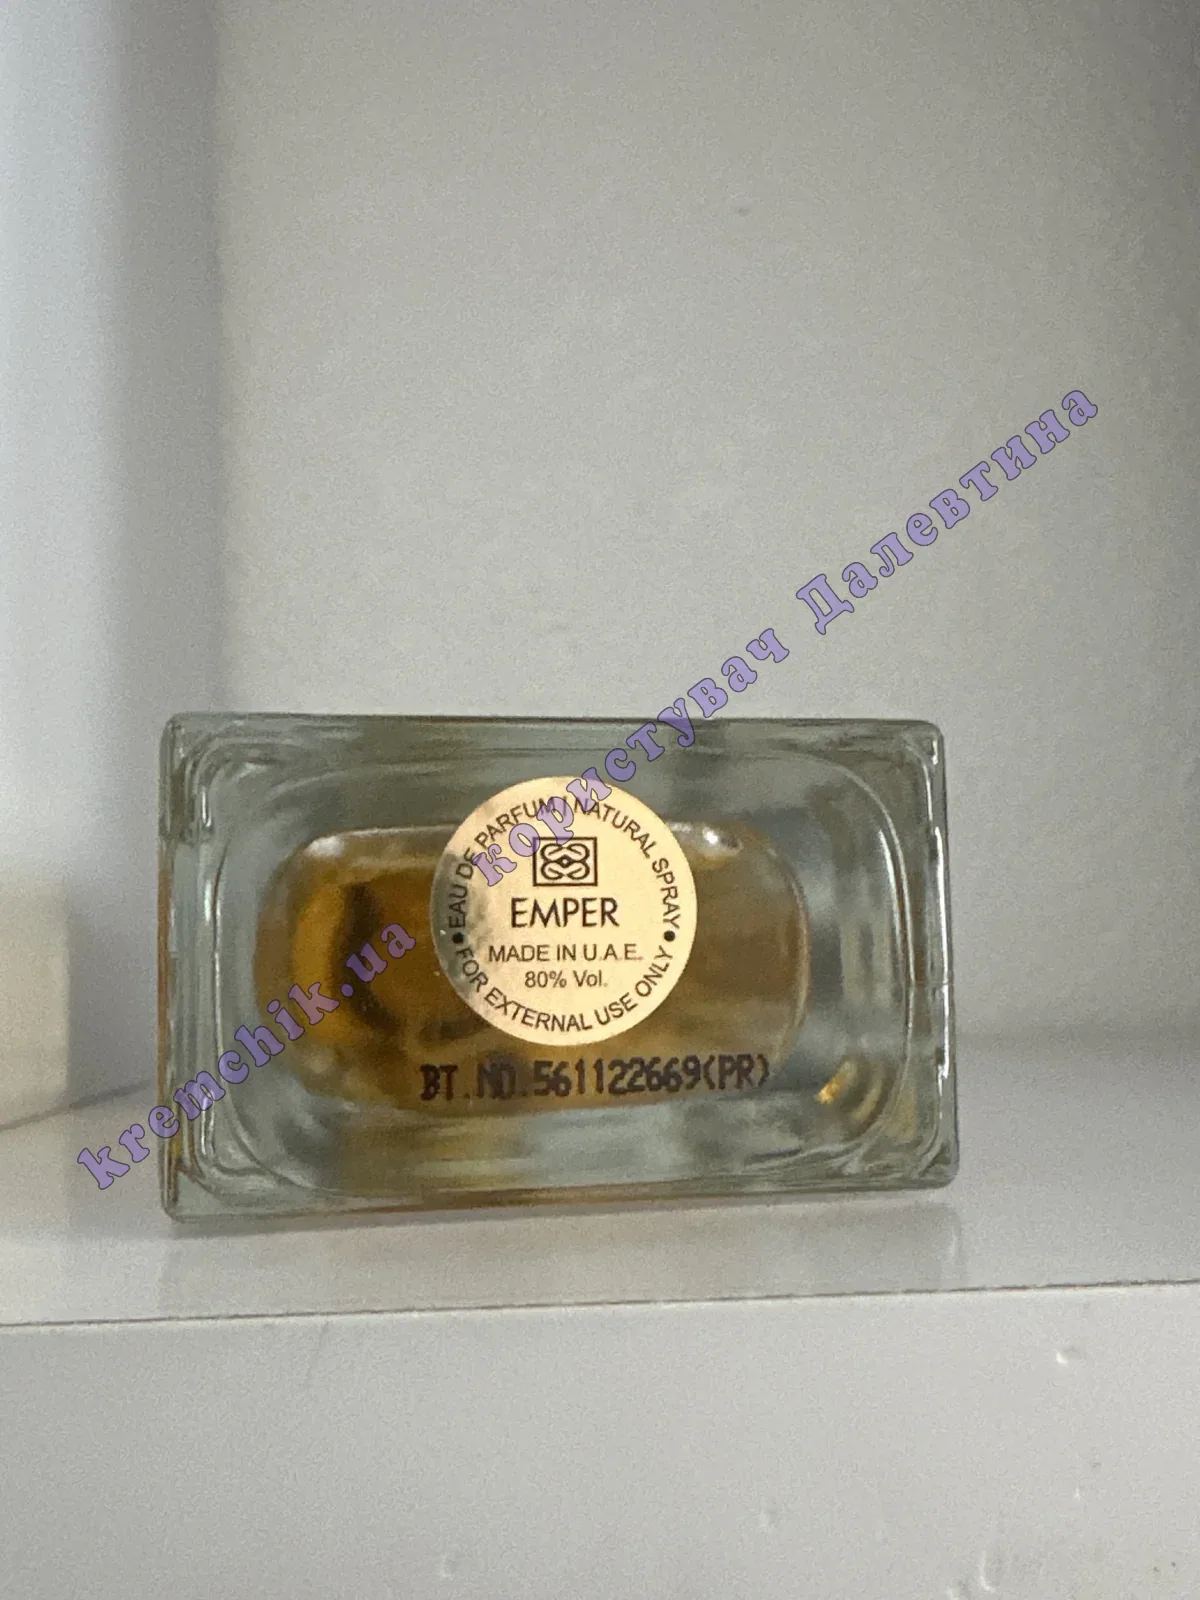 EAU DE PARFUM / NATURAL SPRAY
EMPER
MADE IN U.A.E.
80% Vol.
FOR EXTERNAL USE ONLY
BT.NO.561122669(PR)
kremchik.ua користувач Далевтина